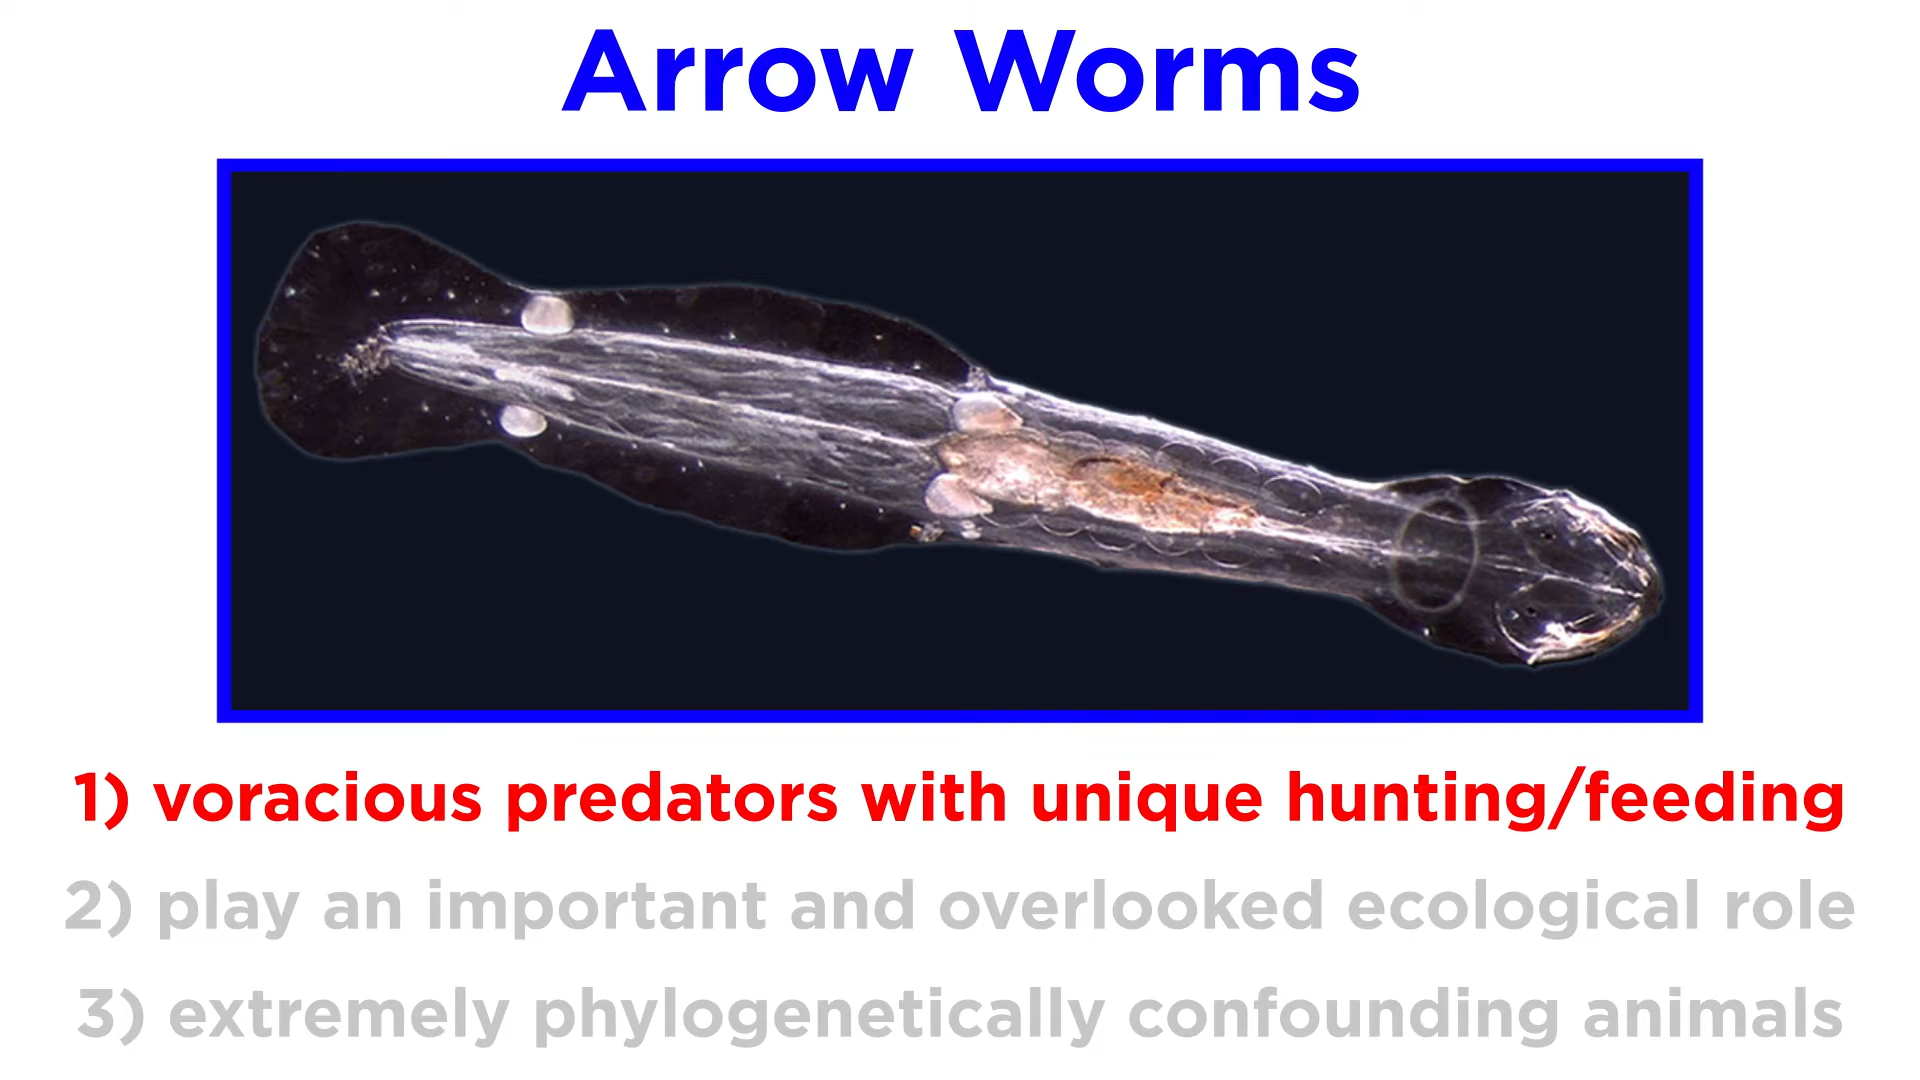 Arrow Worms
1) voracious predators with unique hunting/feeding
2) play an important and overlooked ecological role
3) extremely phylogenetically confounding animals